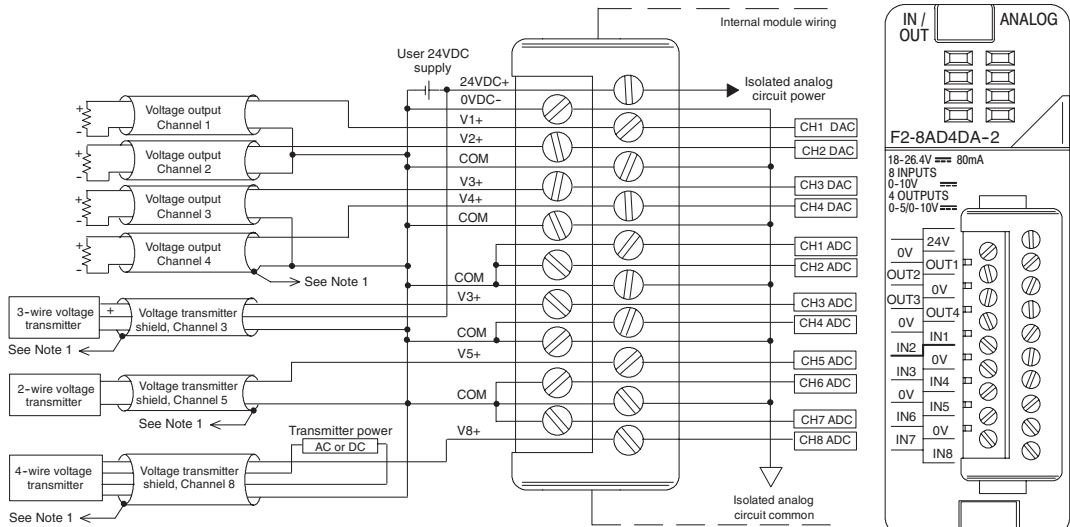 Internal module wiring
User 24VDC
supply
24VDC+
0VDC-
Isolated analog
circuit power
Voltage output
Channel 1
+
-
V1+
CH1 DAC
V2+
CH2 DAC
Voltage output
Channel 2
+
-
COM
V3+
CH3 DAC
Voltage output
Channel 3
+
-
V4+
CH4 DAC
COM
Voltage output
Channel 4
+
-
CH1 ADC
CH2 ADC
See Note 1
COM
V3+
CH3 ADC
3-wire voltage
transmitter
+
Voltage transmitter
shield, Channel 3
CH4 ADC
See Note 1
COM
V5+
CH5 ADC
2-wire voltage
transmitter
Voltage transmitter
shield, Channel 5
CH6 ADC
COM
See Note 1
CH7 ADC
Transmitter power
AC or DC
V8+
CH8 ADC
4-wire voltage
transmitter
Voltage transmitter
shield, Channel 8
See Note 1
Isolated analog
circuit common
IN /
OUT
ANALOG
F2-8AD4DA-2
18-26.4V 80mA
8 INPUTS
0-10V
4 OUTPUTS
0-5/0-10V
24V
0V
OUT1
OUT2
0V
OUT3
OUT4
0V
IN1
IN2
0V
IN3
IN4
0V
IN5
IN6
0V
IN7
IN8